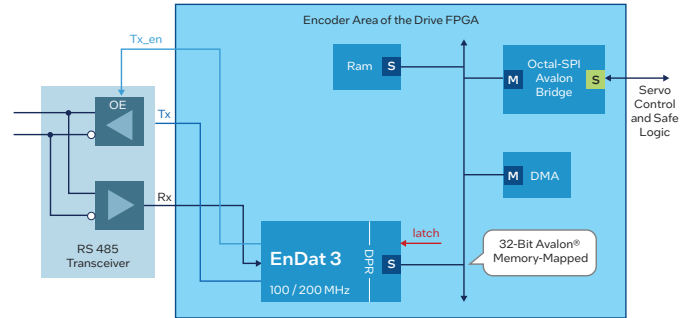 Encoder Area of the Drive FPGA
Tx_en
Ram
S
M
Octal-SPI
Avalon
Bridge
S
Servo
Control
and Safe
Logic
OE
Tx
M
DMA
Rx
RS 485
Transceiver
EnDat 3
100 / 200 MHz
DPR
latch
S
32-Bit Avalon®
Memory-Mapped